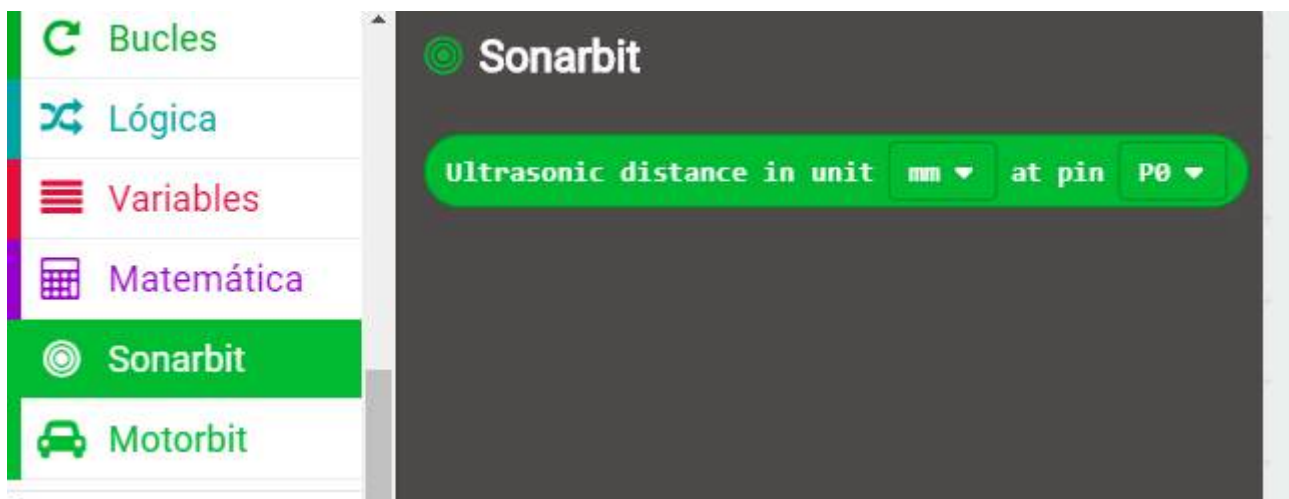 Bucles
Lógica
Variables
Matemática
Sonarbit
Motorbit
Sonarbit
Ultrasonic distance in unit mm at pin P0